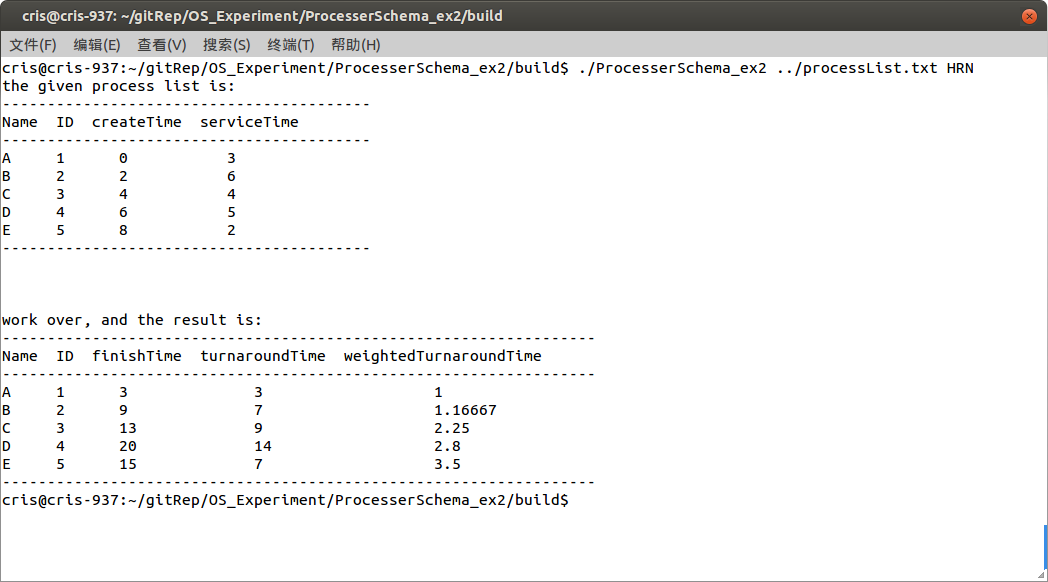 cris@cris-937: ~/gitRep/OS_Experiment/ProcesserSchema_ex2/build
文件(F) 编辑(E) 查看(V) 搜索(S) 终端(T) 帮助(H)
cris@cris-937:~/gitRep/OS_Experiment/ProcesserSchema_ex2/build$ ./ProcesserSchema_ex2 ../processList.txt HRN
the given process list is:
-----------------------------------------
Name  ID  createTime  serviceTime
-----------------------------------------
A     1      0           3
B     2      2           6
C     3      4           4
D     4      6           5
E     5      8           2
-----------------------------------------
work over, and the result is:
------------------------------------------------------------------
Name  ID  finishTime  turnaroundTime  weightedTurnaroundTime
------------------------------------------------------------------
A     1      3              3                   1
B     2      9              7                   1.16667
C     3      13             9                   2.25
D     4      20             14                  2.8
E     5      15             7                   3.5
------------------------------------------------------------------
cris@cris-937:~/gitRep/OS_Experiment/ProcesserSchema_ex2/build$